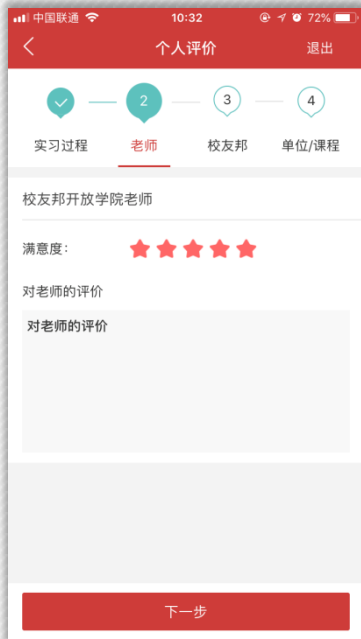 中国联通 10:32 72%
个人评价 退出
2 3 4
实习过程 老师 校友邦 单位/课程
校友邦开放学院老师
满意度：
对老师的评价
对老师的评价
下一步